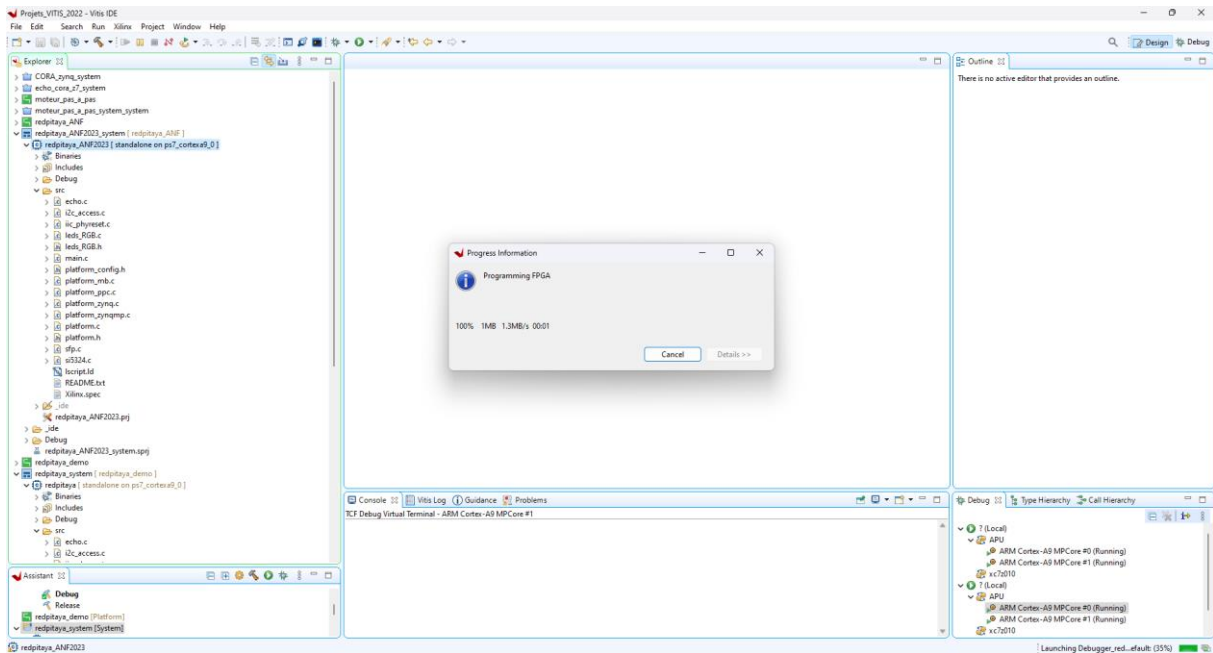 Projets_VITIS_2022 - Vitis IDE
File Edit Search Run Xilinx Project Window Help
Design Debug
Explorer
CORA_zynq_system
echo_cora_z7_system
moteur_pas_a_pas
moteur_pas_a_pas_system_system
redpitaya_ANF
redpitaya_ANF2023_system [ redpitaya_ANF ]
redpitaya_ANF2023 [ standalone on ps7_cortexa9_0 ]
Binaries
Includes
Debug
src
echo.c
i2c_access.c
iic_phyreset.c
leds_RGB.c
leds_RGB.h
main.c
platform_config.h
platform_mb.c
platform_ppc.c
platform_zynq.c
platform_zynqmp.c
platform.c
platform.h
sfp.c
si5324.c
lscript.ld
README.txt
Xilinx.spec
_ide
redpitaya_ANF2023.prj
_ide
Debug
redpitaya_ANF2023_system.sprj
redpitaya_demo
redpitaya_system [ redpitaya_demo ]
redpitaya [ standalone on ps7_cortexa9_0 ]
Binaries
Includes
Debug
src
echo.c
i2c_access.c
Assistant
Debug
Release
redpitaya_demo [Platform]
redpitaya_system [System]
Progress Information
Programming FPGA
100% 1MB 1.3MB/s 00:01
Cancel Details >>
Console Vitis Log Guidance Problems
TCF Debug Virtual Terminal - ARM Cortex-A9 MPCore #1
Outline
There is no active editor that provides an outline.
Debug Type Hierarchy Call Hierarchy
? (Local)
APU
ARM Cortex-A9 MPCore #0 (Running)
ARM Cortex-A9 MPCore #1 (Running)
xc7z010
? (Local)
APU
ARM Cortex-A9 MPCore #0 (Running)
ARM Cortex-A9 MPCore #1 (Running)
xc7z010
redpitaya_ANF2023
Launching Debugger_red...efault: (35%)